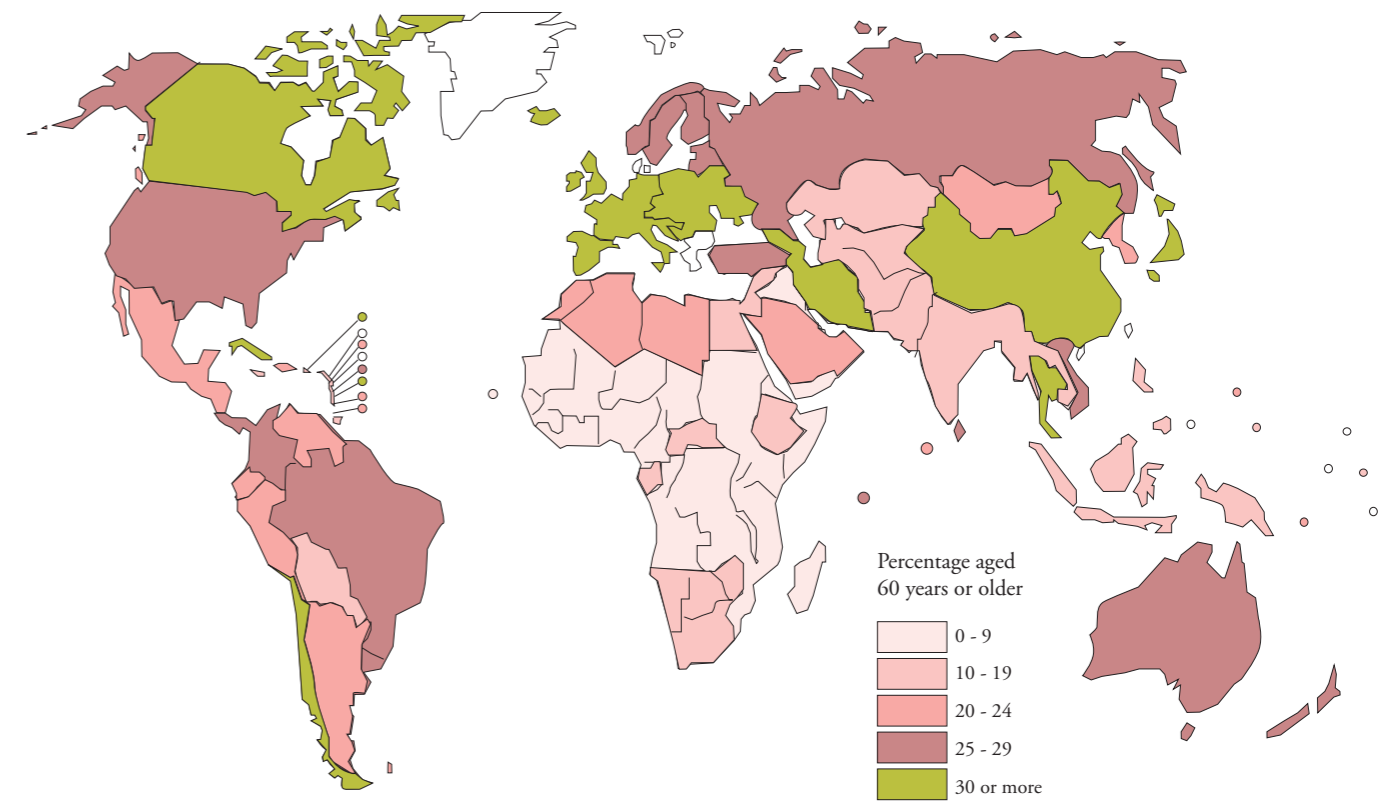 Percentage aged
60 years or older
0 - 9
10 - 19
20 - 24
25 - 29
30 or more